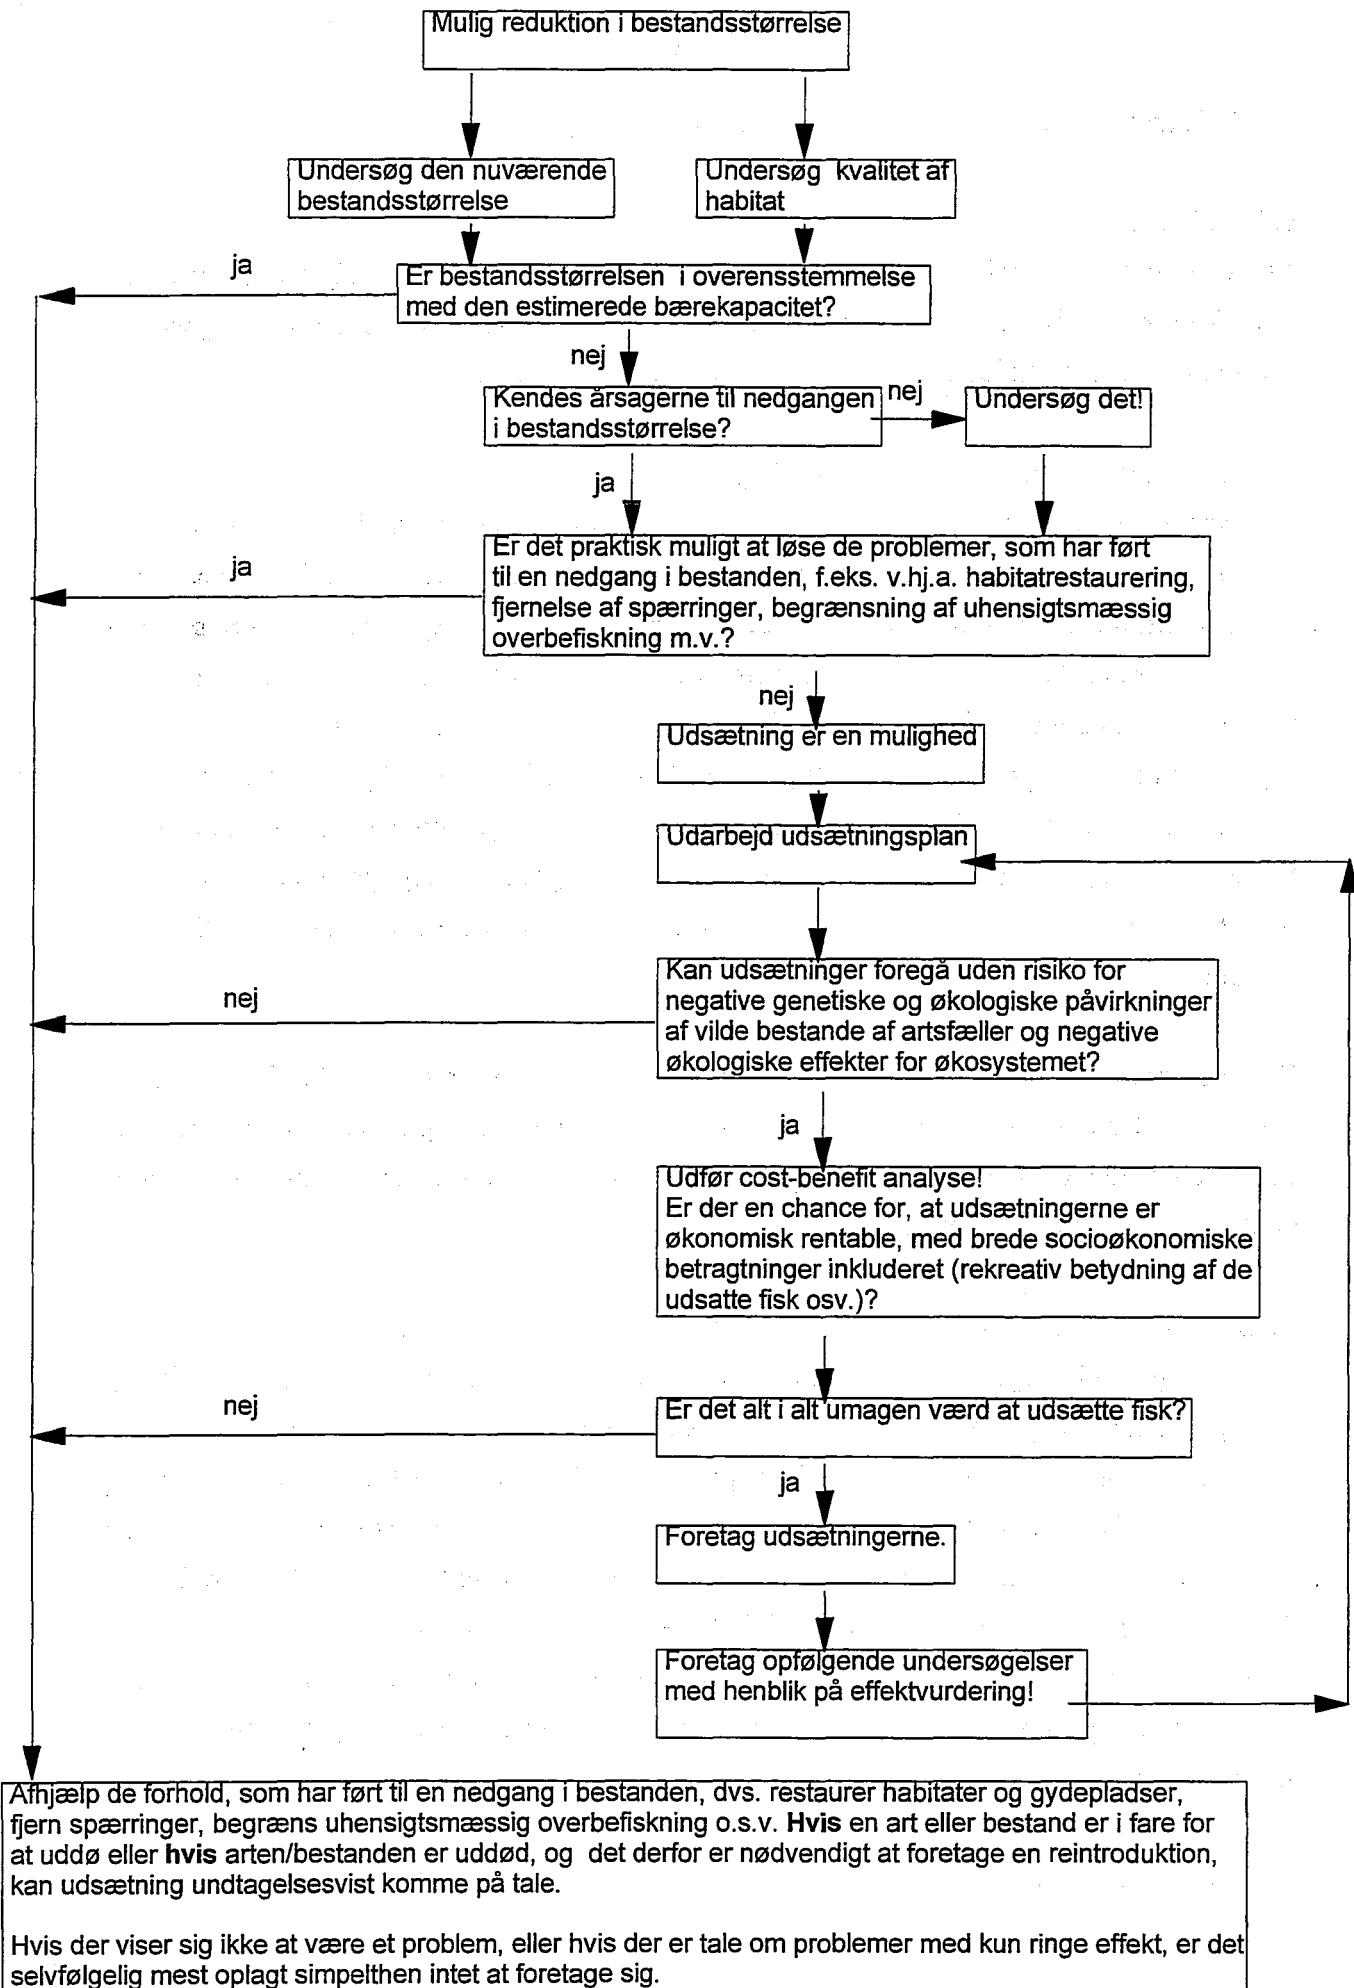 Mulig reduktion i bestandsstørrelse
Undersøg den nuværende
bestandsstørrelse
Undersøg kvalitet af
habitat
ja
Er bestandsstørrelsen i overensstemmelse
med den estimerede bærekapacitet?
nej
Kendes årsagerne til nedgangen
i bestandsstørrelse?
nej
Undersøg det!
ja
ja
Er det praktisk muligt at løse de problemer, som har ført
til en nedgang i bestanden, f.eks. v.hj.a. habitatrestaurering,
fjernelse af spærringer, begrænsning af uhensigtsmæssig
overbefiskning m.v.?
nej
Udsætning er en mulighed
Udarbejd udsætningsplan
nej
Kan udsætninger foregå uden risiko for
negative genetiske og økologiske påvirkninger
af vilde bestande af artsfæller og negative
økologiske effekter for økosystemet?
ja
Udfør cost-benefit analyse!
Er der en chance for, at udsætningerne er
økonomisk rentable, med brede socioøkonomiske
betragtninger inkluderet (rekreativ betydning af de
udsatte fisk osv.)?
nej
Er det alt i alt umagen værd at udsætte fisk?
ja
Foretag udsætningerne.
Foretag opfølgende undersøgelser
med henblik på effektvurdering!
Afhjælp de forhold, som har ført til en nedgang i bestanden, dvs. restaurer habitater og gydepladser,
fjern spærringer, begræns uhensigtsmæssig overbefiskning o.s.v. Hvis en art eller bestand er i fare for
at uddø eller hvis arten/bestanden er uddød, og det derfor er nødvendigt at foretage en reintroduktion,
kan udsætning undtagelsesvist komme på tale.
Hvis der viser sig ikke at være et problem, eller hvis der er tale om problemer med kun ringe effekt, er det
selvfølgelig mest oplagt simpelthen intet at foretage sig.